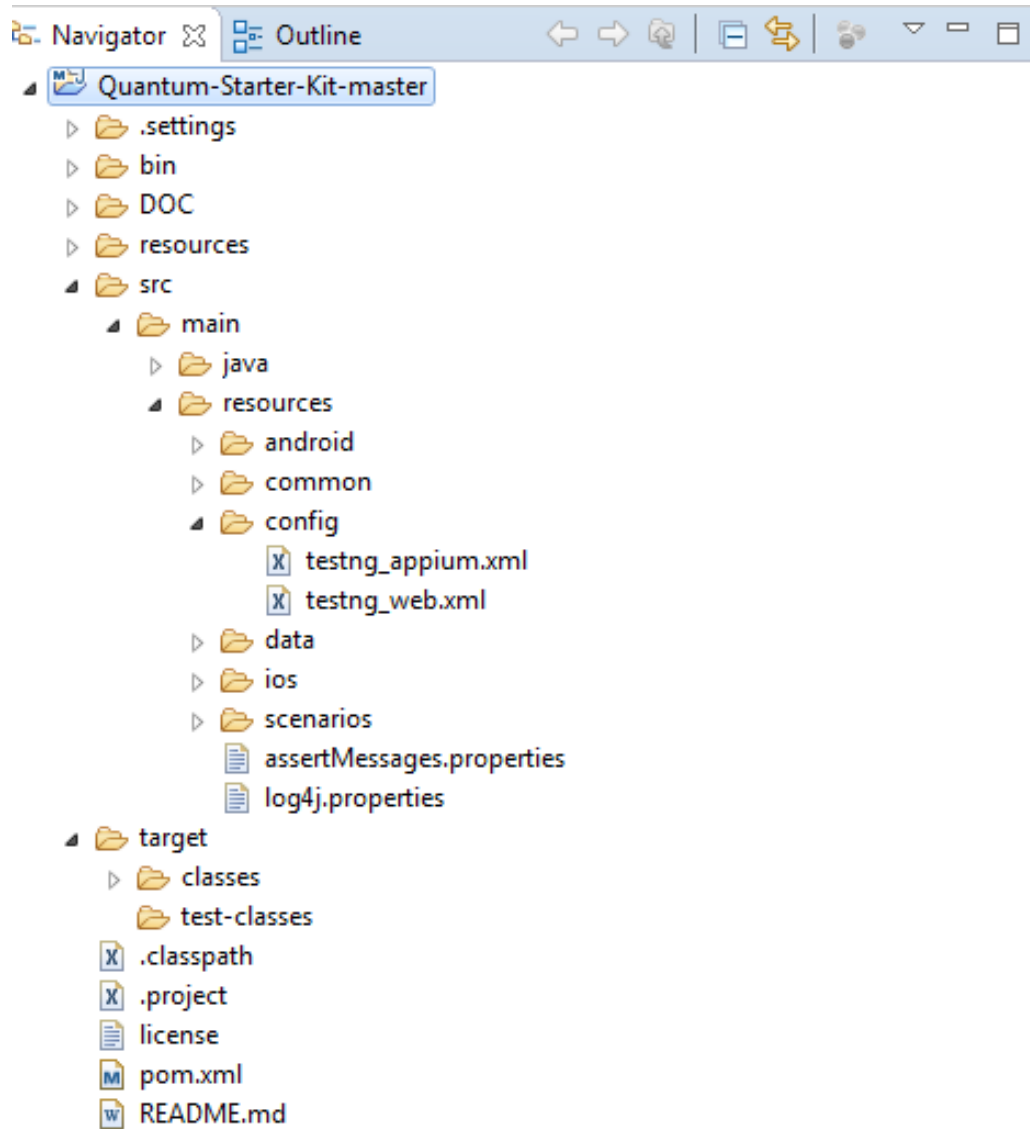 Navigator Outline
Quantum-Starter-Kit-master
.settings
bin
DOC
resources
src
main
java
resources
android
common
config
testng_appium.xml
testng_web.xml
data
ios
scenarios
assertMessages.properties
log4j.properties
target
classes
test-classes
.classpath
.project
license
pom.xml
README.md